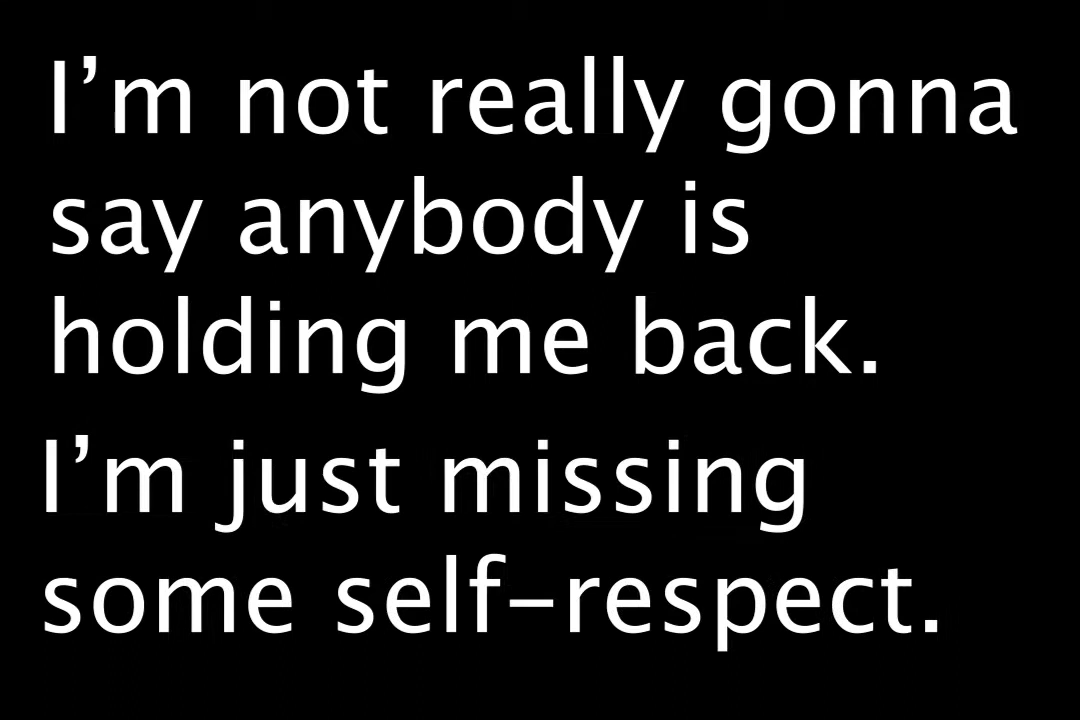 I’m not really gonna
say anybody is
holding me back.
I’m just missing
some self-respect.